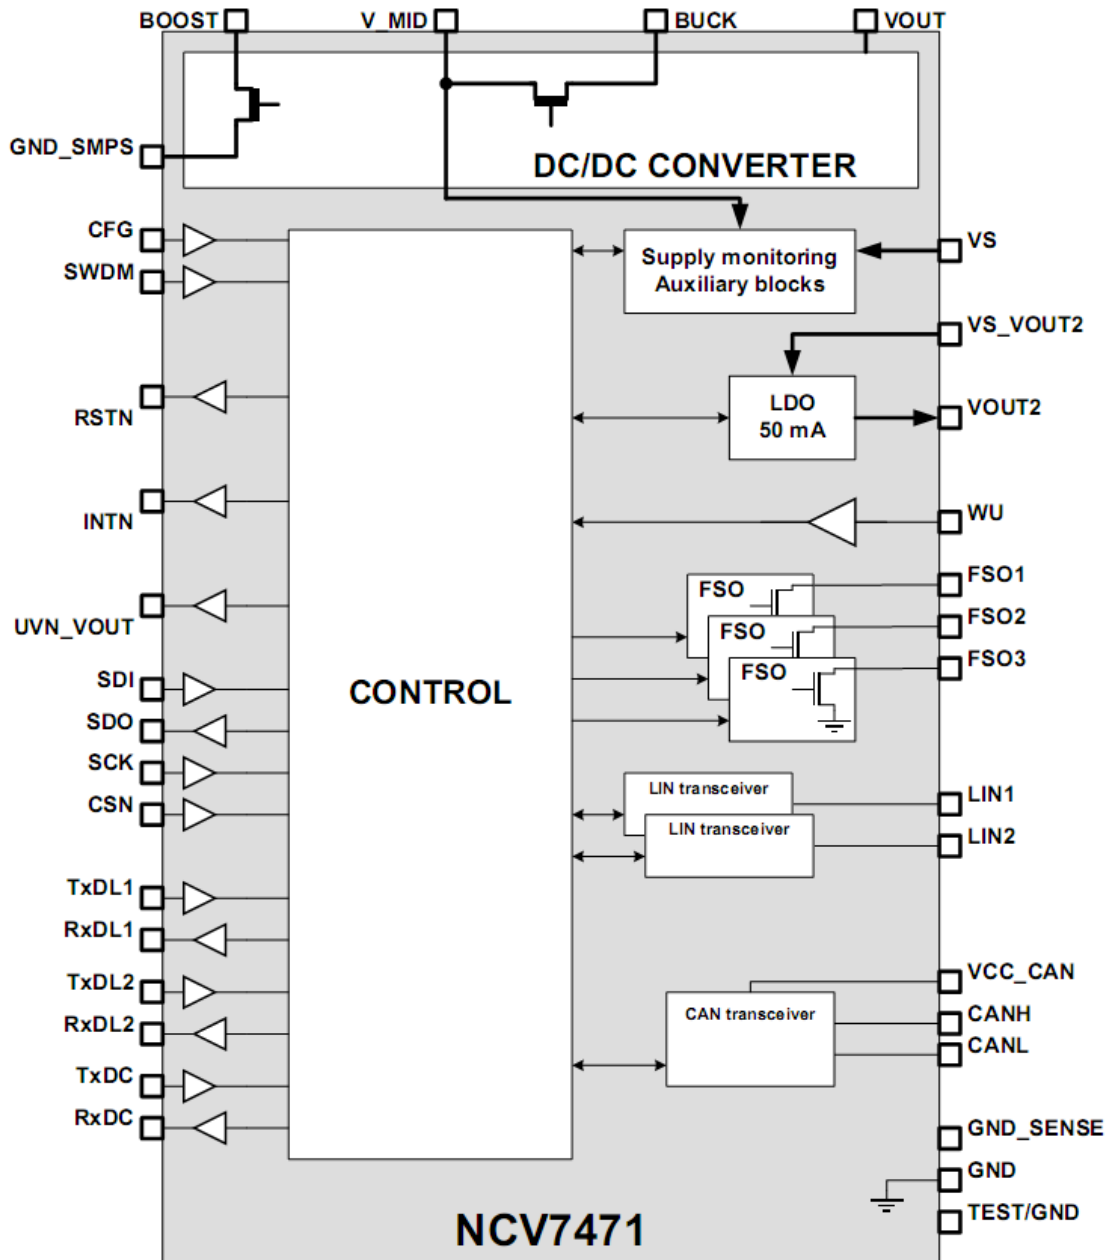 BOOST
V_MID
BUCK
VOUT
GND_SMPS
DC/DC CONVERTER
CFG
SWDM
RSTN
INTN
UVN_VOUT
SDI
SDO
SCK
CSN
TxDL1
RxDL1
TxDL2
RxDL2
TxDC
RxDC
CONTROL
Supply monitoring
Auxiliary blocks
LDO
50 mA
FSO
FSO
FSO
LIN transceiver
LIN transceiver
CAN transceiver
VS
VS_VOUT2
VOUT2
WU
FSO1
FSO2
FSO3
LIN1
LIN2
VCC_CAN
CANH
CANL
GND_SENSE
GND
TEST/GND
NCV7471